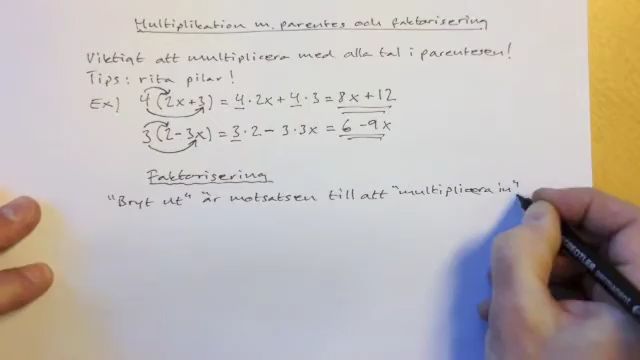 Multiplikation m. parentes och faktorisering
Viktigt att multiplicera med alla tal i parentesen!
Tips: rita pilar!
Ex) 4(2x+3) = 4·2x+4·3 = 8x+12
3(2-3x) = 3·2-3·3x = 6-9x
Faktorisering
"Bryt ut" är motsatsen till att "multiplicera in"
STAEDTLER permanent